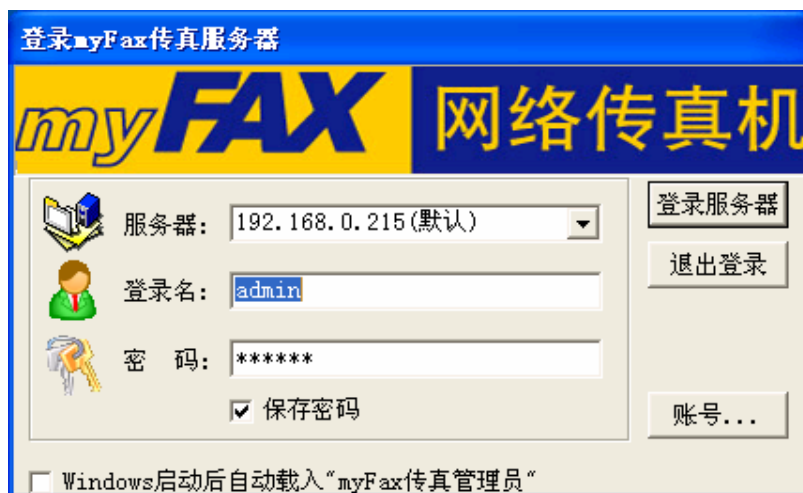 登录myFax传真服务器
myFAX 网络传真机
服务器: 192.168.0.215(默认) 登录服务器
登录名: admin 退出登录
密 码: ******
保存密码 账号...
Windows启动后自动载入"myFax传真管理员"